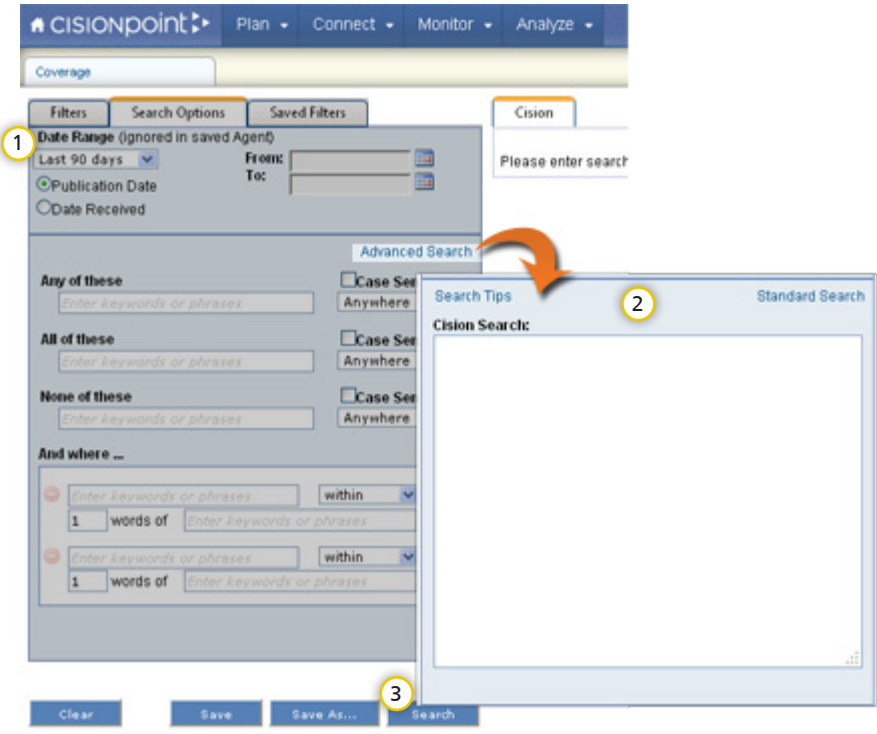 CISIONpoint Plan Connect Monitor Analyze
Coverage
Filters Search Options Saved Filters Cision
1
Date Range (ignored in saved Agent)
Last 90 days From:
To:
Please enter search
Publication Date
Date Received
Advanced Search
Any of these Case Ser
Enter keywords or phrases Anywhere
All of these Case Ser
Enter keywords or phrases Anywhere
None of these Case Ser
Enter keywords or phrases Anywhere
And where ...
Enter keywords or phrases within
1 words of Enter keywords or phrases
Enter keywords or phrases within
1 words of Enter keywords or phrases
Search Tips 2 Standard Search
Cision Search:
3
Clear Save Save As... Search